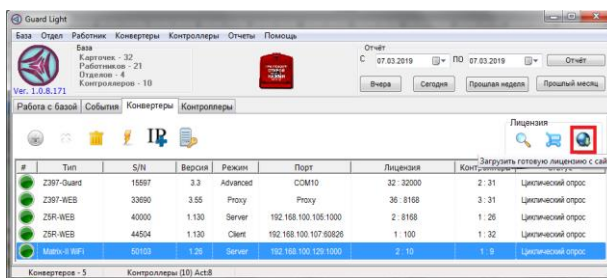 Guard Light
База Отдел Работник Конвертеры Контроллеры Отчеты Помощь
База
Карточек - 32
Работников - 21
Отделов - 4
Контроллеров - 10
Ver. 1.0.8.171
Отчёт
С 07.03.2019 ПО 07.03.2019 Отчёт
Вчера Сегодня Прошлая неделя Прошлый месяц
Работа с базой События Конвертеры Контроллеры
IP
Лицензия
Загрузить готовую лицензию с сай
# Тип S/N Версия Режим Порт Лицензия
Z397-Guard 15597 3.3 Advanced COM10 32 : 32000 2 : 31 Циклический опрос
Z397-WEB 33690 3.55 Proxy Proxy 36 : 8168 3 : 31 Циклический опрос
Z5R-WEB 40000 1.130 Server 192.168.100.105:1000 2 : 8168 1 : 26 Циклический опрос
Z5R-WEB 44504 1.130 Client 192.168.100.107:60826 1 : 100 1 : 32 Циклический опрос
Matrix-II WiFi 50103 1.26 Server 192.168.100.129:1000 2 : 10 1 : 9 Циклический опрос
Конвертеров - 5 Контроллеры (10) Act:8